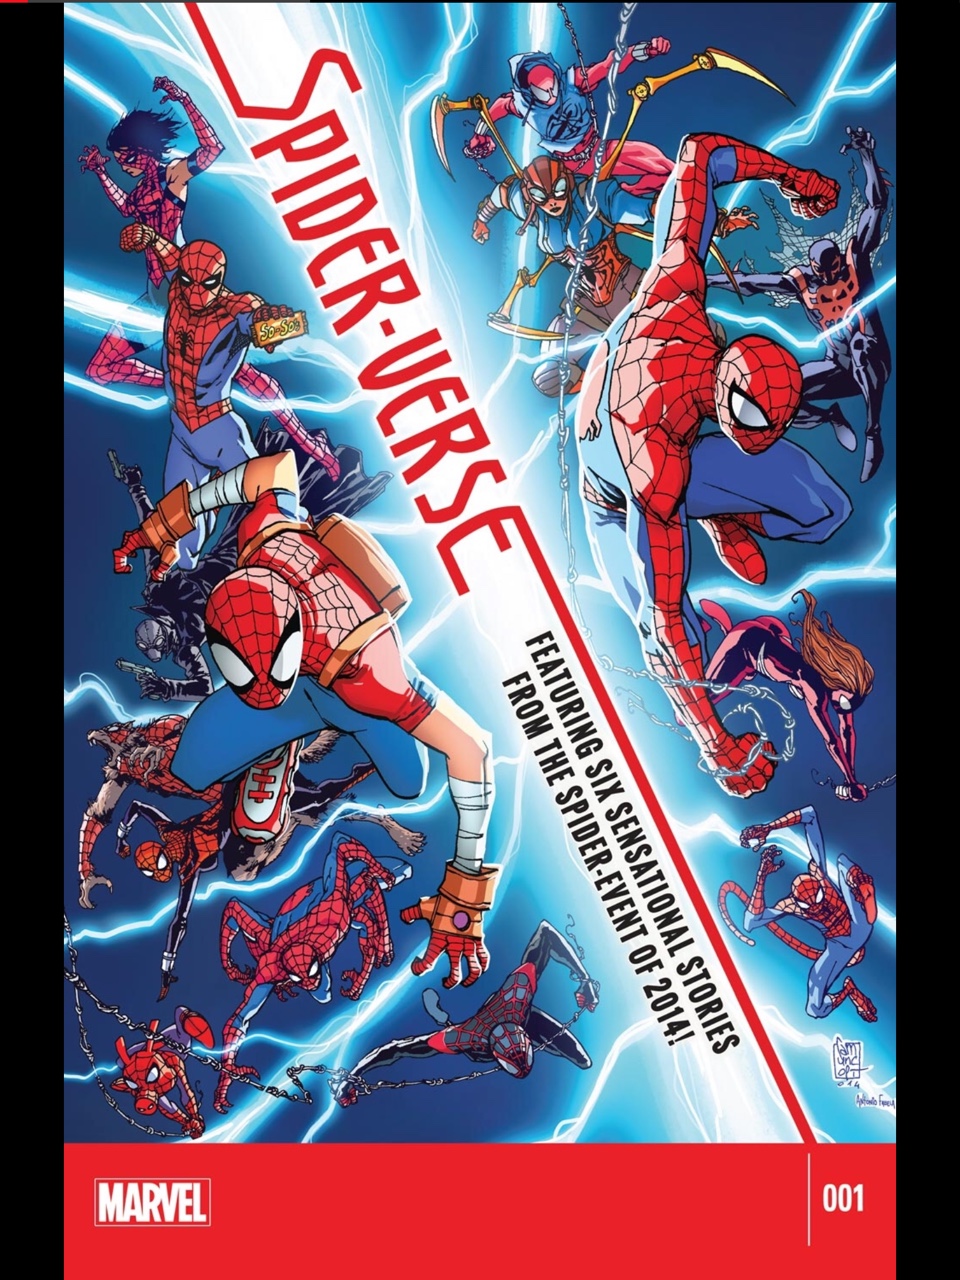 SPIDER-VERSE
So-So's
FEATURING SIX SENSATIONAL STORIES
FROM THE SPIDER-EVENT OF 2014!
MARVEL
001